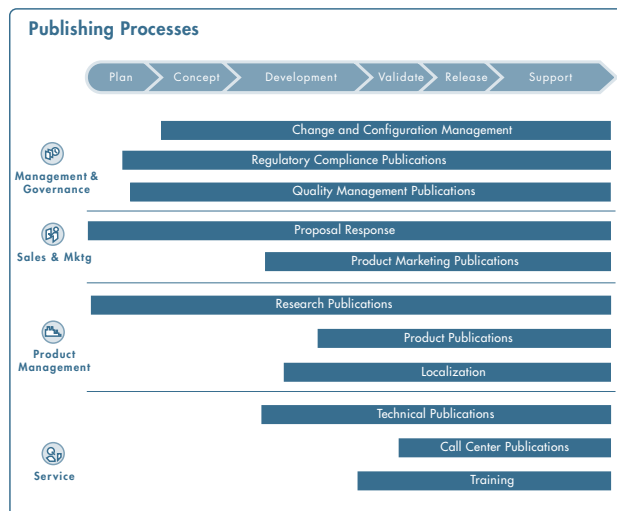 Publishing Processes
Plan
Concept
Development
Validate
Release
Support
Management &
Governance
Change and Configuration Management
Regulatory Compliance Publications
Quality Management Publications
Sales & Mktg
Proposal Response
Product Marketing Publications
Product
Management
Research Publications
Product Publications
Localization
Service
Technical Publications
Call Center Publications
Training